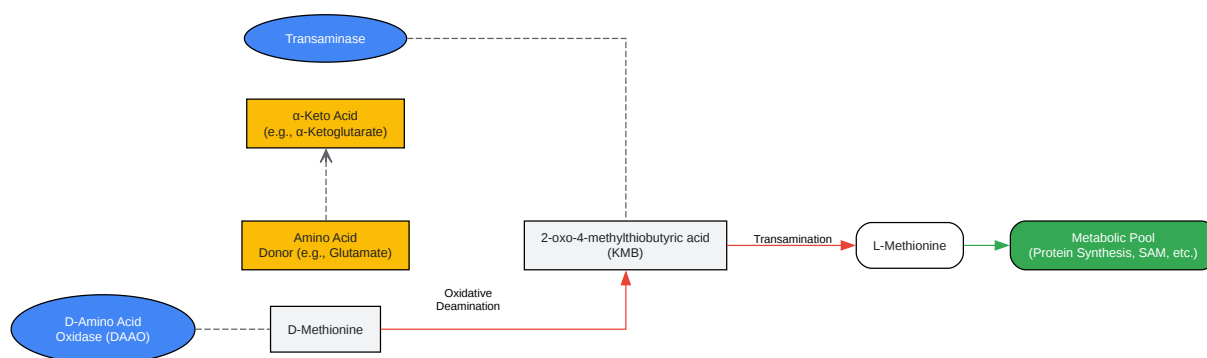 Transaminase
α-Keto Acid
(e.g., α-Ketoglutarate)
Amino Acid
Donor (e.g., Glutamate)
2-oxo-4-methylthiobutyric acid
(KMB)
Transamination
L-Methionine
Metabolic Pool
(Protein Synthesis, SAM, etc.)
Oxidative
Deamination
D-Amino Acid
Oxidase (DAAO)
D-Methionine